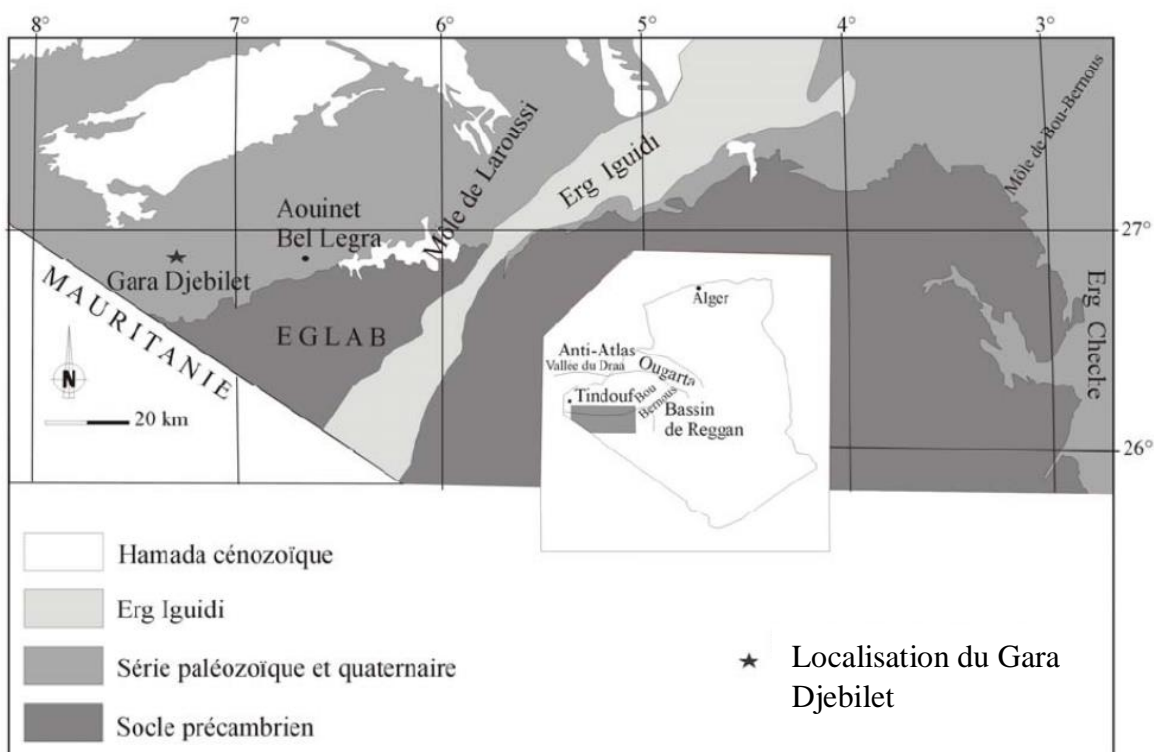 8° 7° 6° 5° 4° 3°
Môle de Bou-Bernous
Môle de Laroussi
Erg Iguidi
Aouinet
Bel Legra
27°
Gara Djebilet
MAURITANIE
EGLAB
Erg Cheche
N
20 km
Alger
Anti-Atlas
Vallée du Draa
Ougarta
Tindouf
Bou
Bernous
Bassin
de Reggan
26°
Hamada cénozoïque
Erg Iguidi
Série paléozoïque et quaternaire
Socle précambrien
Localisation du Gara
Djebilet